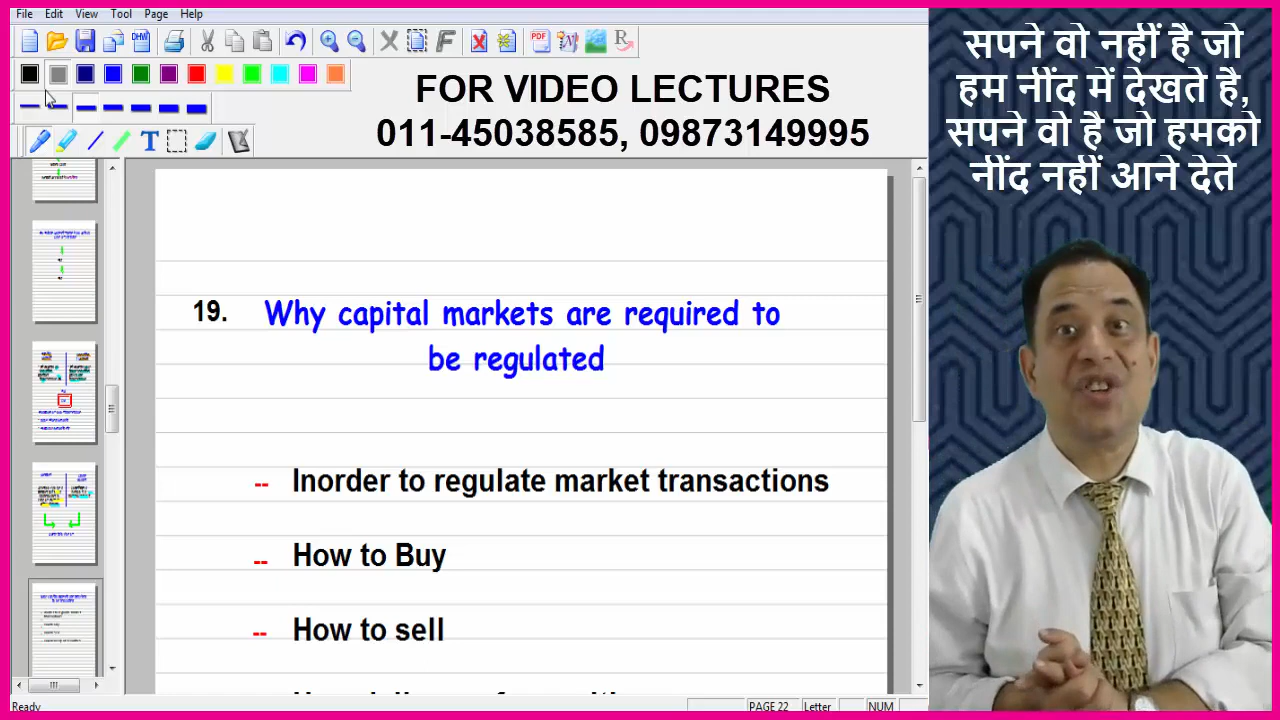 File Edit View Tool Page Help
FOR VIDEO LECTURES
011-45038585, 09873149995
सपने वो नहीं है जो
हम नींद में देखते है,
सपने वो है जो हमको
नींद नहीं आने देते
19. Why capital markets are required to
be regulated
-- Inorder to regulate market transactions
-- How to Buy
-- How to sell
Ready PAGE 22 Letter NUM